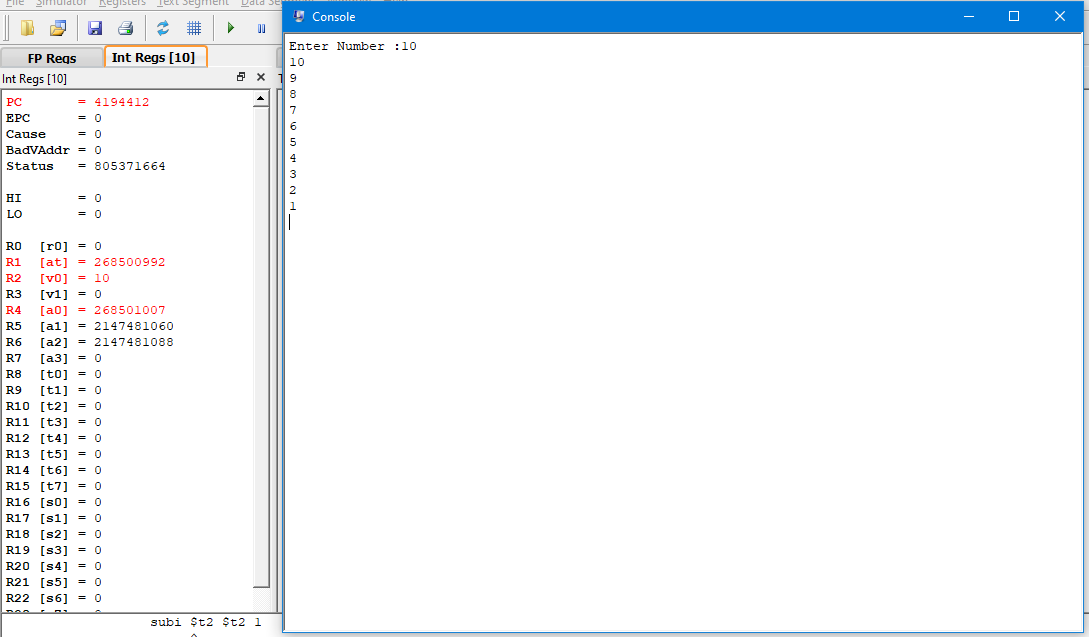 File Simulator Registers Text Segment
FP Regs
Int Regs [10]
Int Regs [10]
PC = 4194412
EPC = 0
Cause = 0
BadVAddr = 0
Status = 805371664
HI = 0
LO = 0
R0 [r0] = 0
R1 [at] = 268500992
R2 [v0] = 10
R3 [v1] = 0
R4 [a0] = 268501007
R5 [a1] = 2147481060
R6 [a2] = 2147481088
R7 [a3] = 0
R8 [t0] = 0
R9 [t1] = 0
R10 [t2] = 0
R11 [t3] = 0
R12 [t4] = 0
R13 [t5] = 0
R14 [t6] = 0
R15 [t7] = 0
R16 [s0] = 0
R17 [s1] = 0
R18 [s2] = 0
R19 [s3] = 0
R20 [s4] = 0
R21 [s5] = 0
R22 [s6] = 0
subi $t2 $t2 1
^
Console
Enter Number :10
10
9
8
7
6
5
4
3
2
1